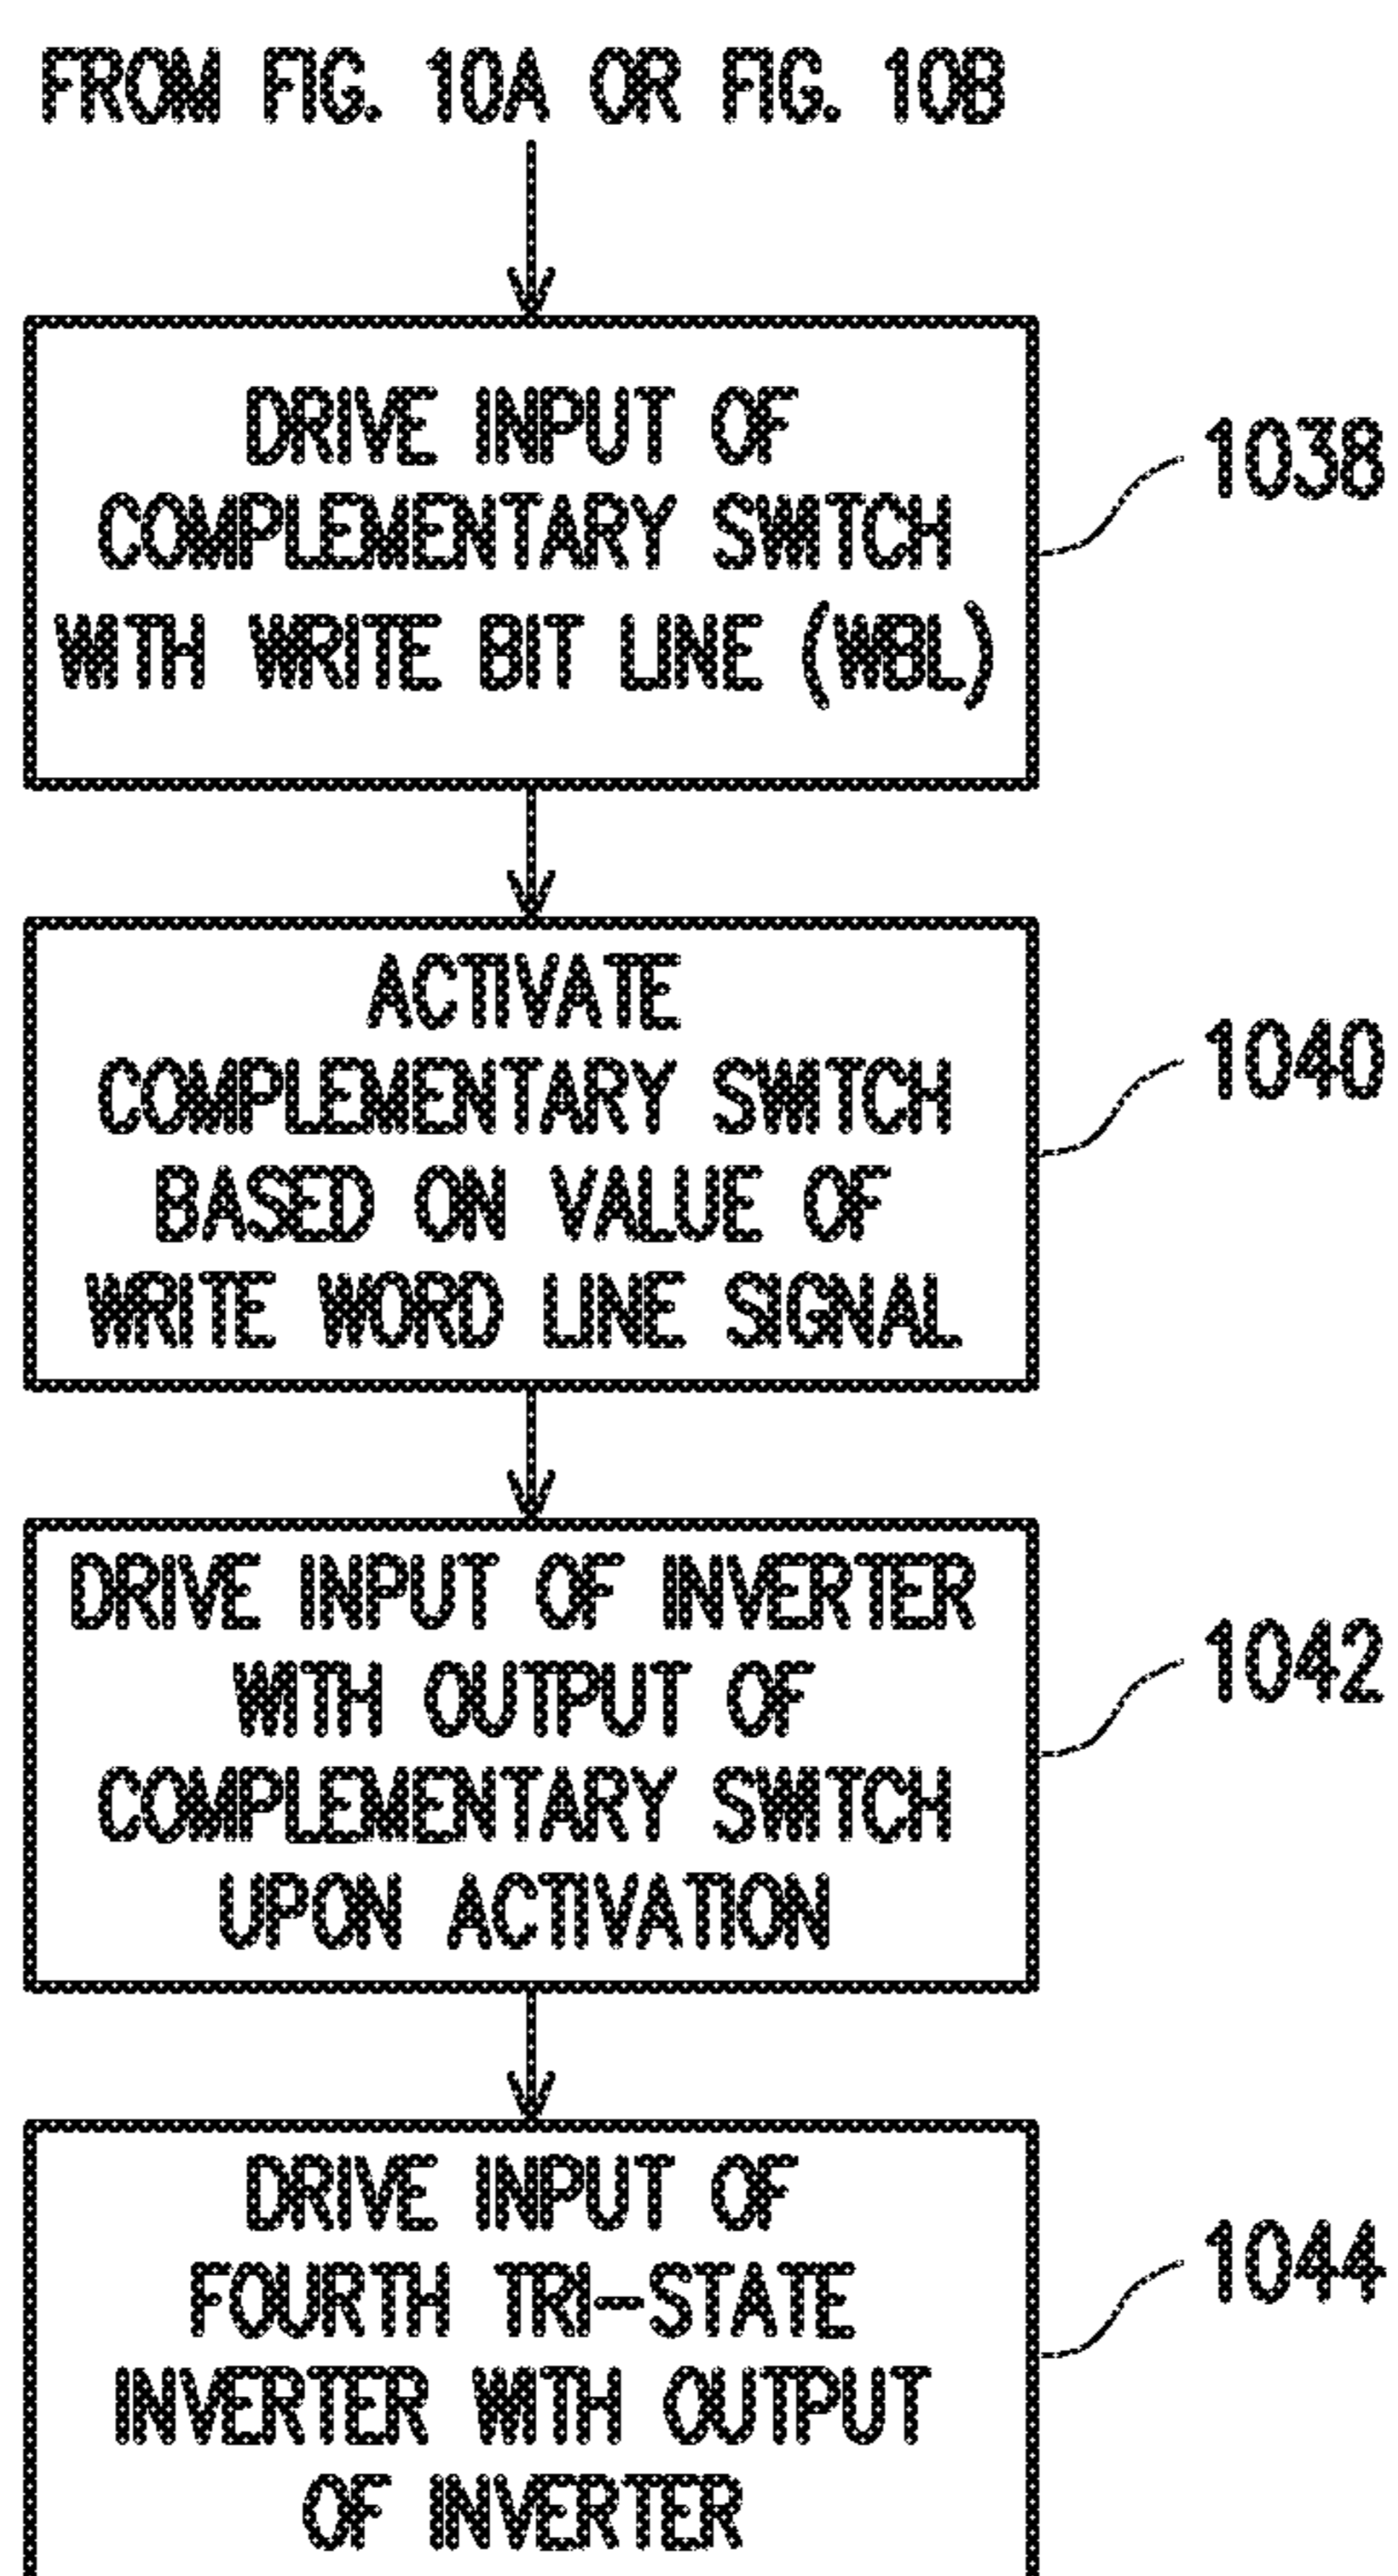 FROM FIG. 10A OR FIG. 10B
DRIVE INPUT OF
COMPLEMENTARY SWITCH
WITH WRITE BIT LINE (WBL)
1038
ACTIVATE
COMPLEMENTARY SWITCH
BASED ON VALUE OF
WRITE WORD LINE SIGNAL
1040
DRIVE INPUT OF INVERTER
WITH OUTPUT OF
COMPLEMENTARY SWITCH
UPON ACTIVATION
1042
DRIVE INPUT OF
FOURTH TRI-STATE
INVERTER WITH OUTPUT
OF INVERTER
1044